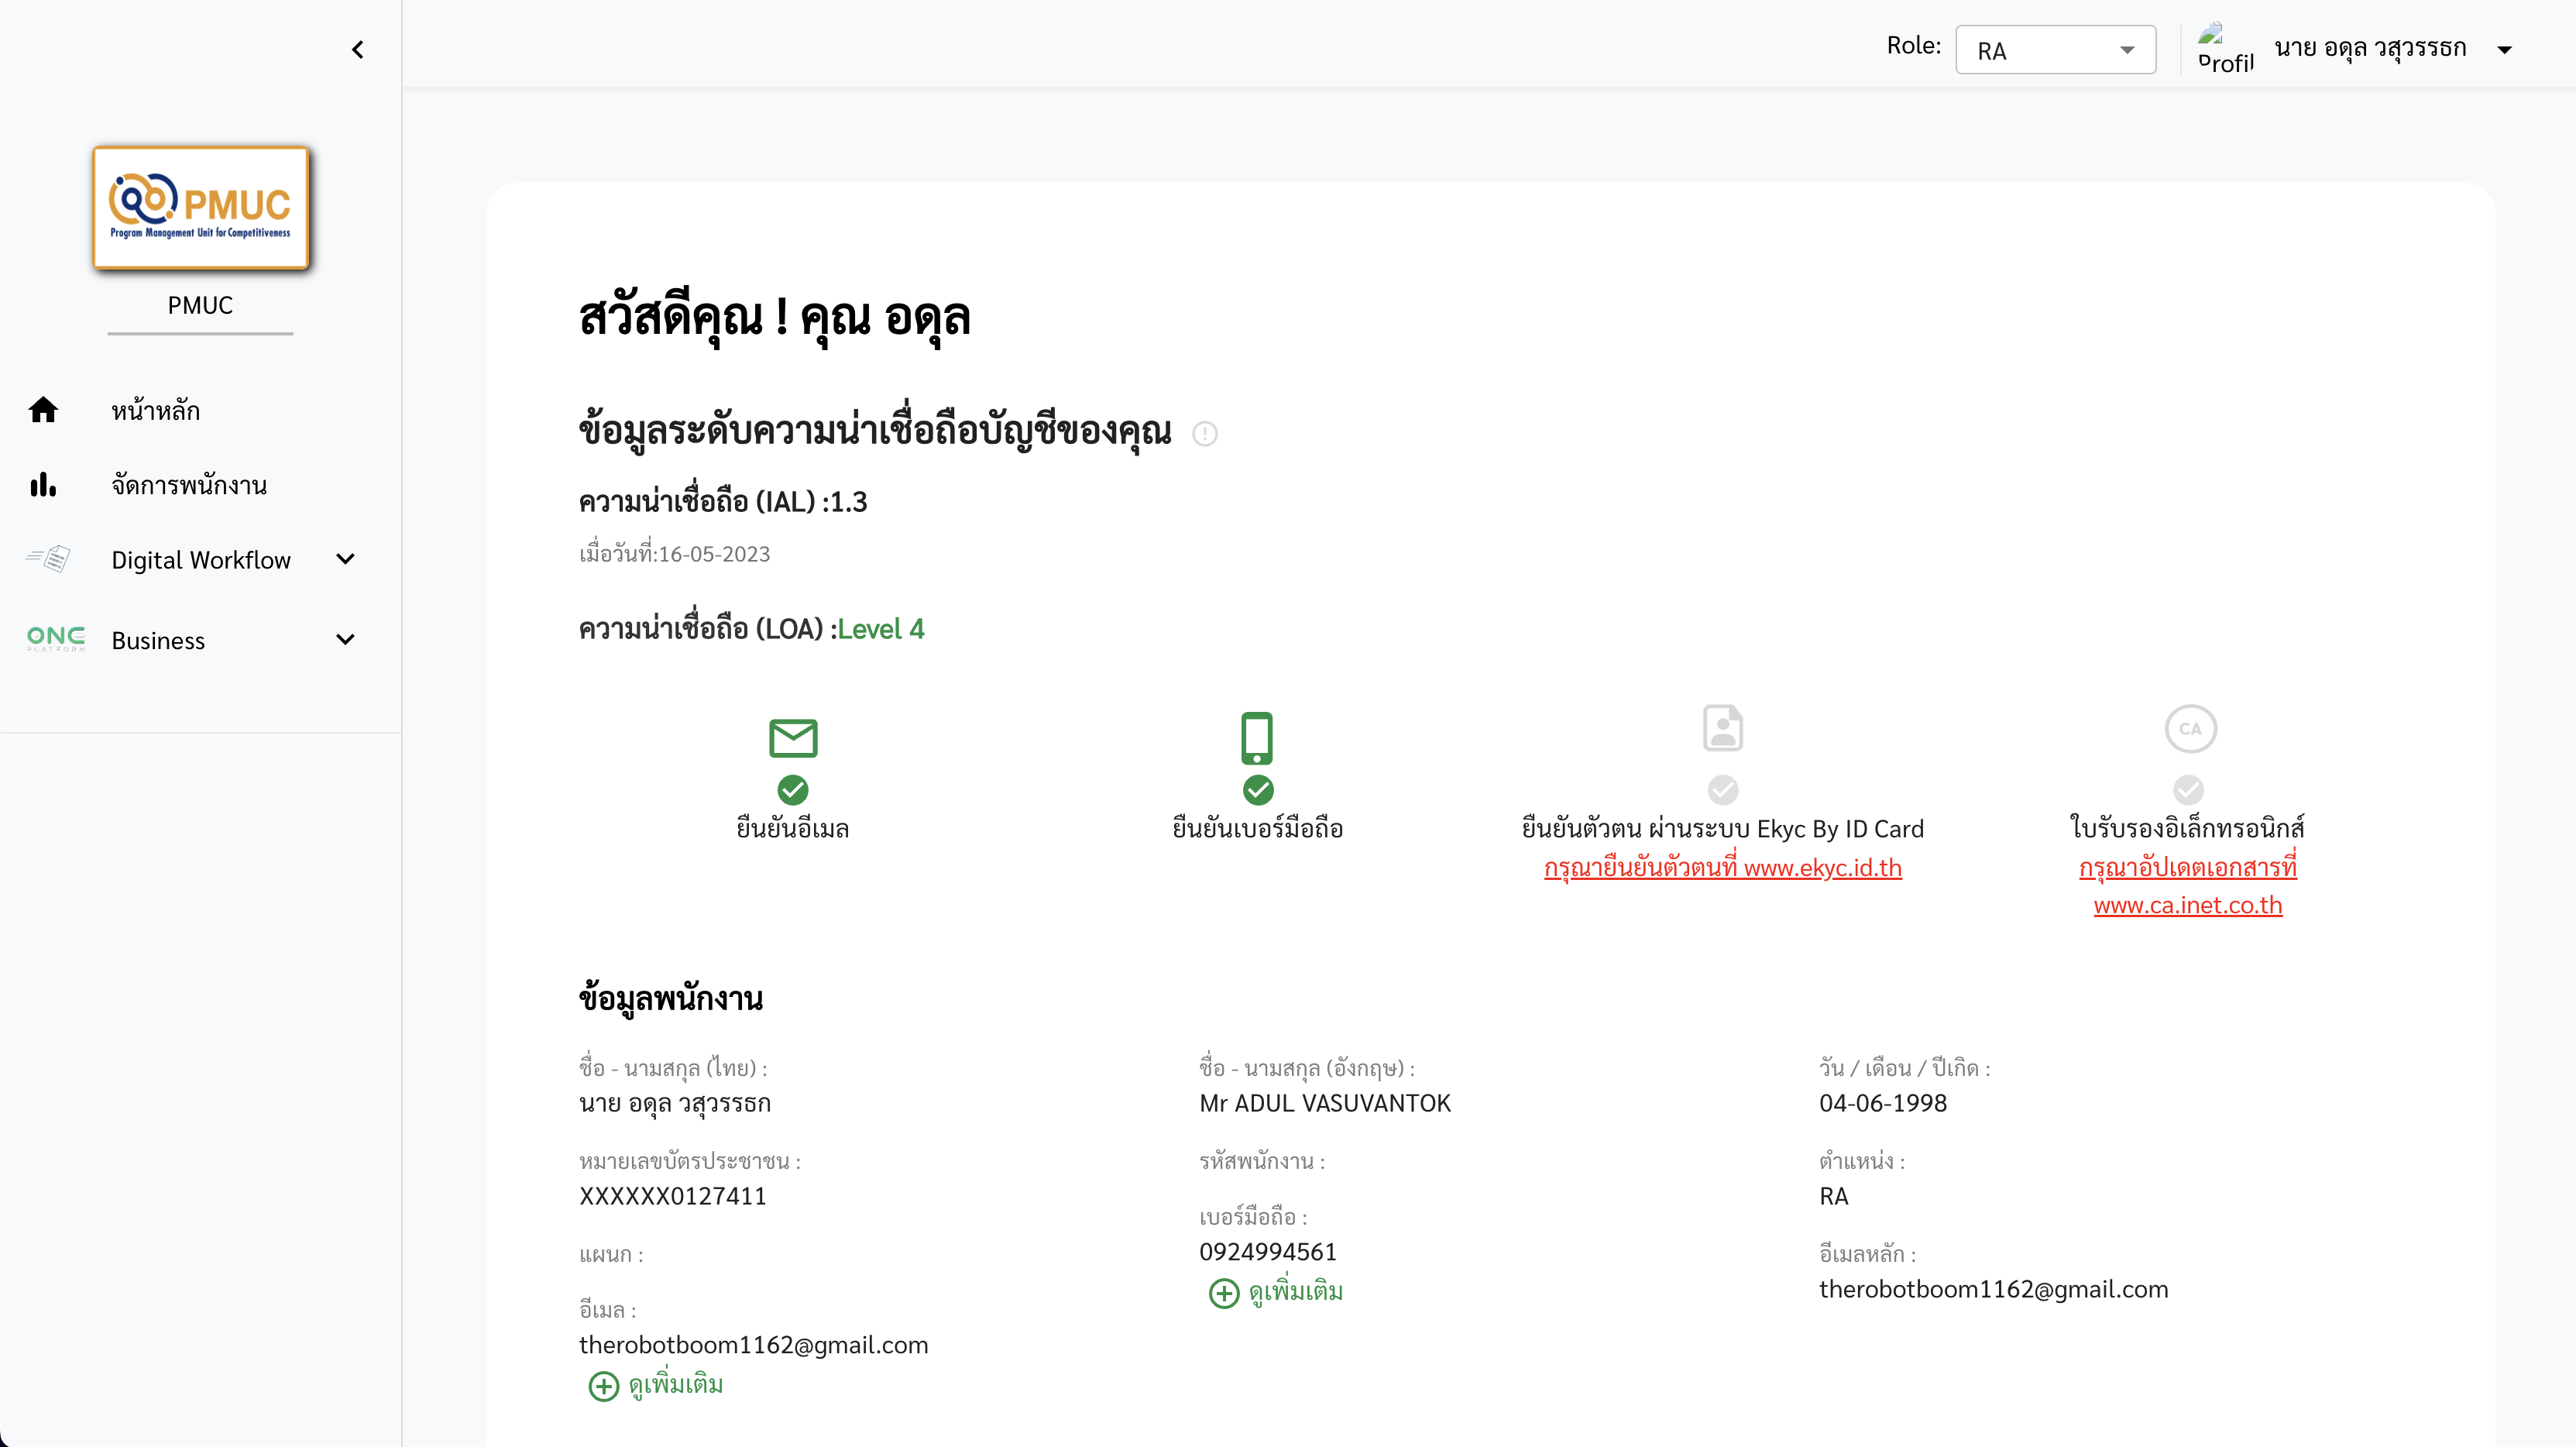 Role:
RA
Profil
นาย อดุล วสุวรรธก
PMUC
Program Management Unit for Competitiveness
PMUC
หน้าหลัก
จัดการพนักงาน
Digital Workflow
ONE
PLATFORM
Business
สวัสดีคุณ ! คุณ อดุล
ข้อมูลระดับความน่าเชื่อถือบัญชีของคุณ
ความน่าเชื่อถือ (IAL) :1.3
เมื่อวันที่:16-05-2023
ความน่าเชื่อถือ (LOA) :Level 4
ยืนยันอีเมล
ยืนยันเบอร์มือถือ
ยืนยันตัวตน ผ่านระบบ Ekyc By ID Card
กรุณายืนยันตัวตนที่ www.ekyc.id.th
CA
ใบรับรองอิเล็กทรอนิกส์
กรุณาอัปเดตเอกสารที่
www.ca.inet.co.th
ข้อมูลพนักงาน
ชื่อ - นามสกุล (ไทย) :
นาย อดุล วสุวรรธก
ชื่อ - นามสกุล (อังกฤษ) :
Mr ADUL VASUVANTOK
วัน / เดือน / ปีเกิด :
04-06-1998
หมายเลขบัตรประชาชน :
XXXXXX0127411
รหัสพนักงาน :
ตำแหน่ง :
RA
แผนก :
เบอร์มือถือ :
0924994561
ดูเพิ่มเติม
อีเมลหลัก :
therobotboom1162@gmail.com
อีเมล :
therobotboom1162@gmail.com
ดูเพิ่มเติม